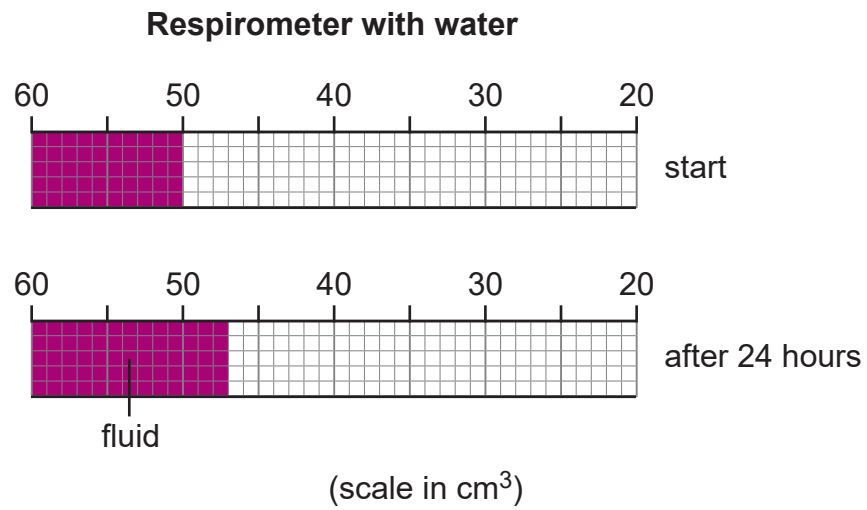 Respirometer with water
60 50 40 30 20
start
60 50 40 30 20
after 24 hours
fluid
(scale in cm³)